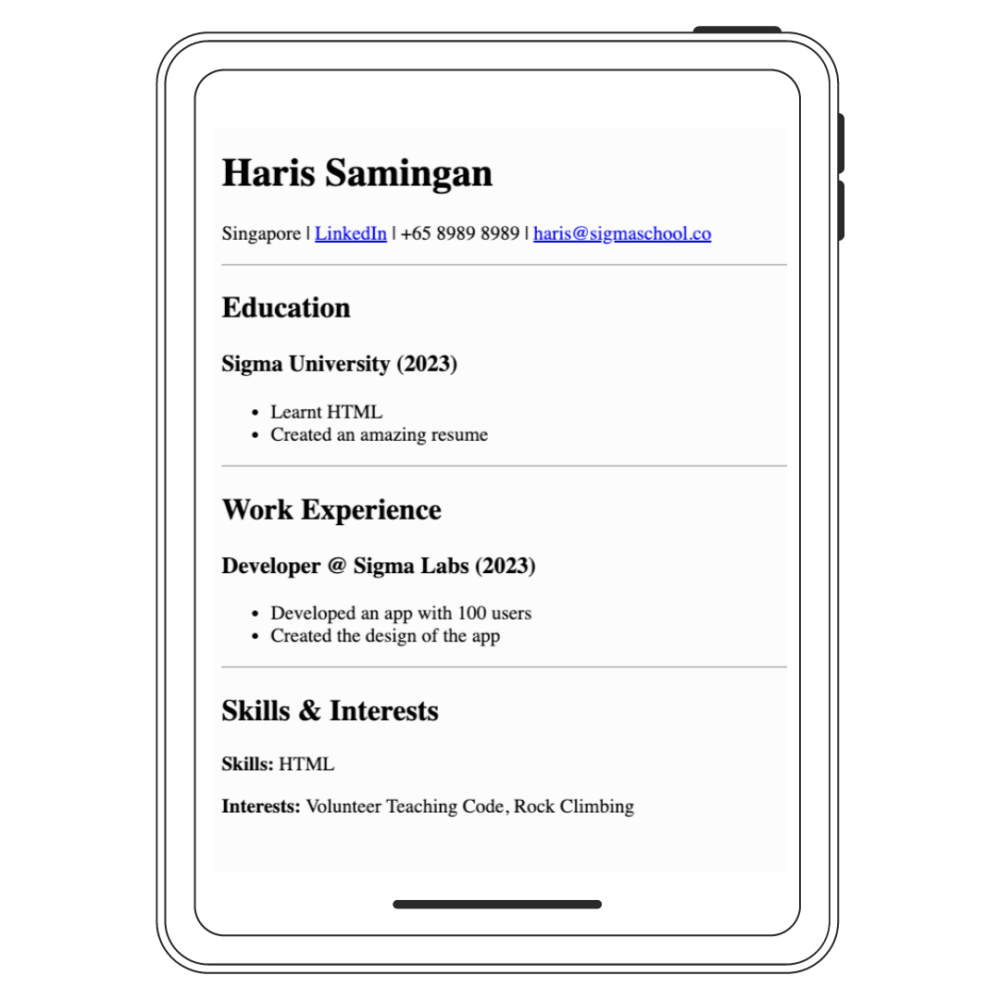 Haris Samingan
Singapore | LinkedIn | +65 8989 8989 | haris@sigmaschool.co
Education
Sigma University (2023)
• Learnt HTML
• Created an amazing resume
Work Experience
Developer @ Sigma Labs (2023)
• Developed an app with 100 users
• Created the design of the app
Skills & Interests
Skills: HTML
Interests: Volunteer Teaching Code, Rock Climbing